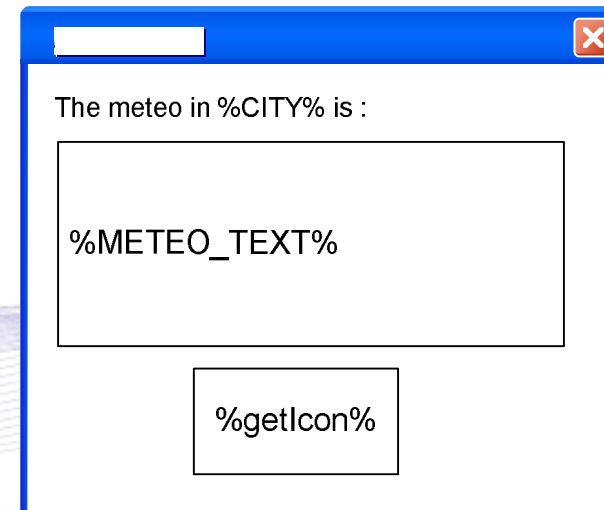 The meteo in %CITY% is :
%METEO_TEXT%
%getIcon%